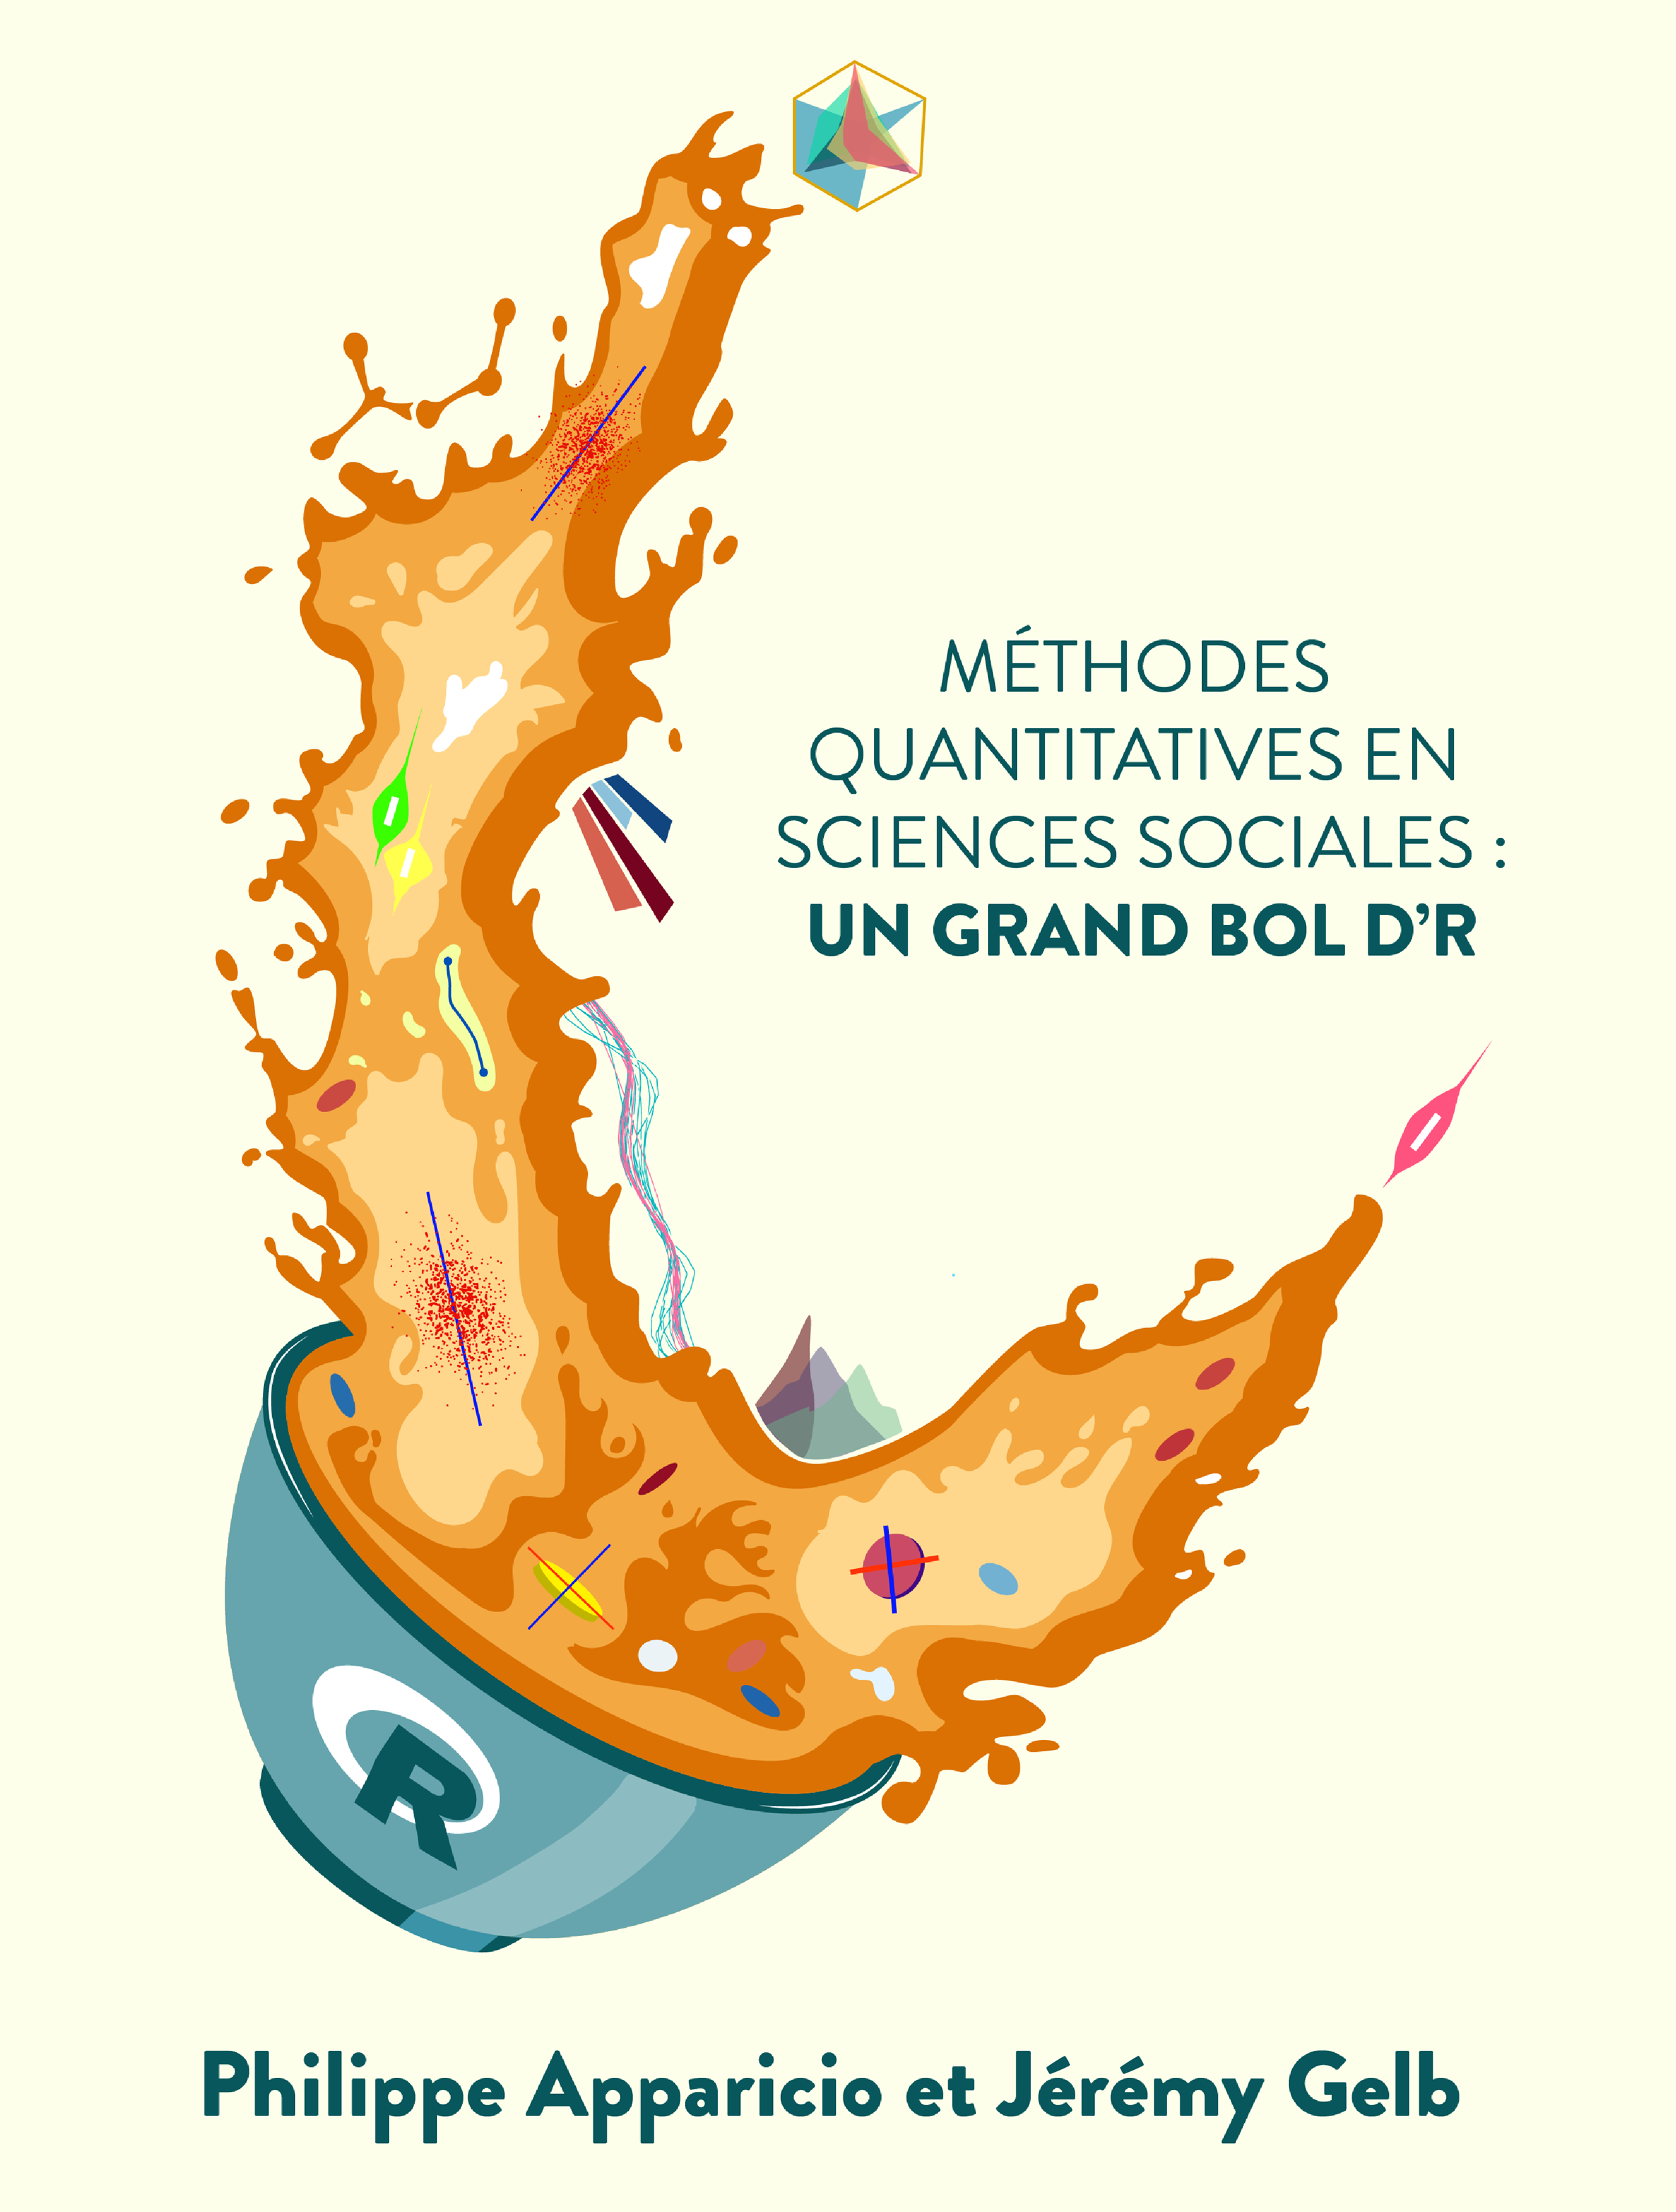 MÉTHODES
QUANTITATIVES EN
SCIENCES SOCIALES :
UN GRAND BOL D'R
R
Philippe Apparicio et Jérémy Gelb